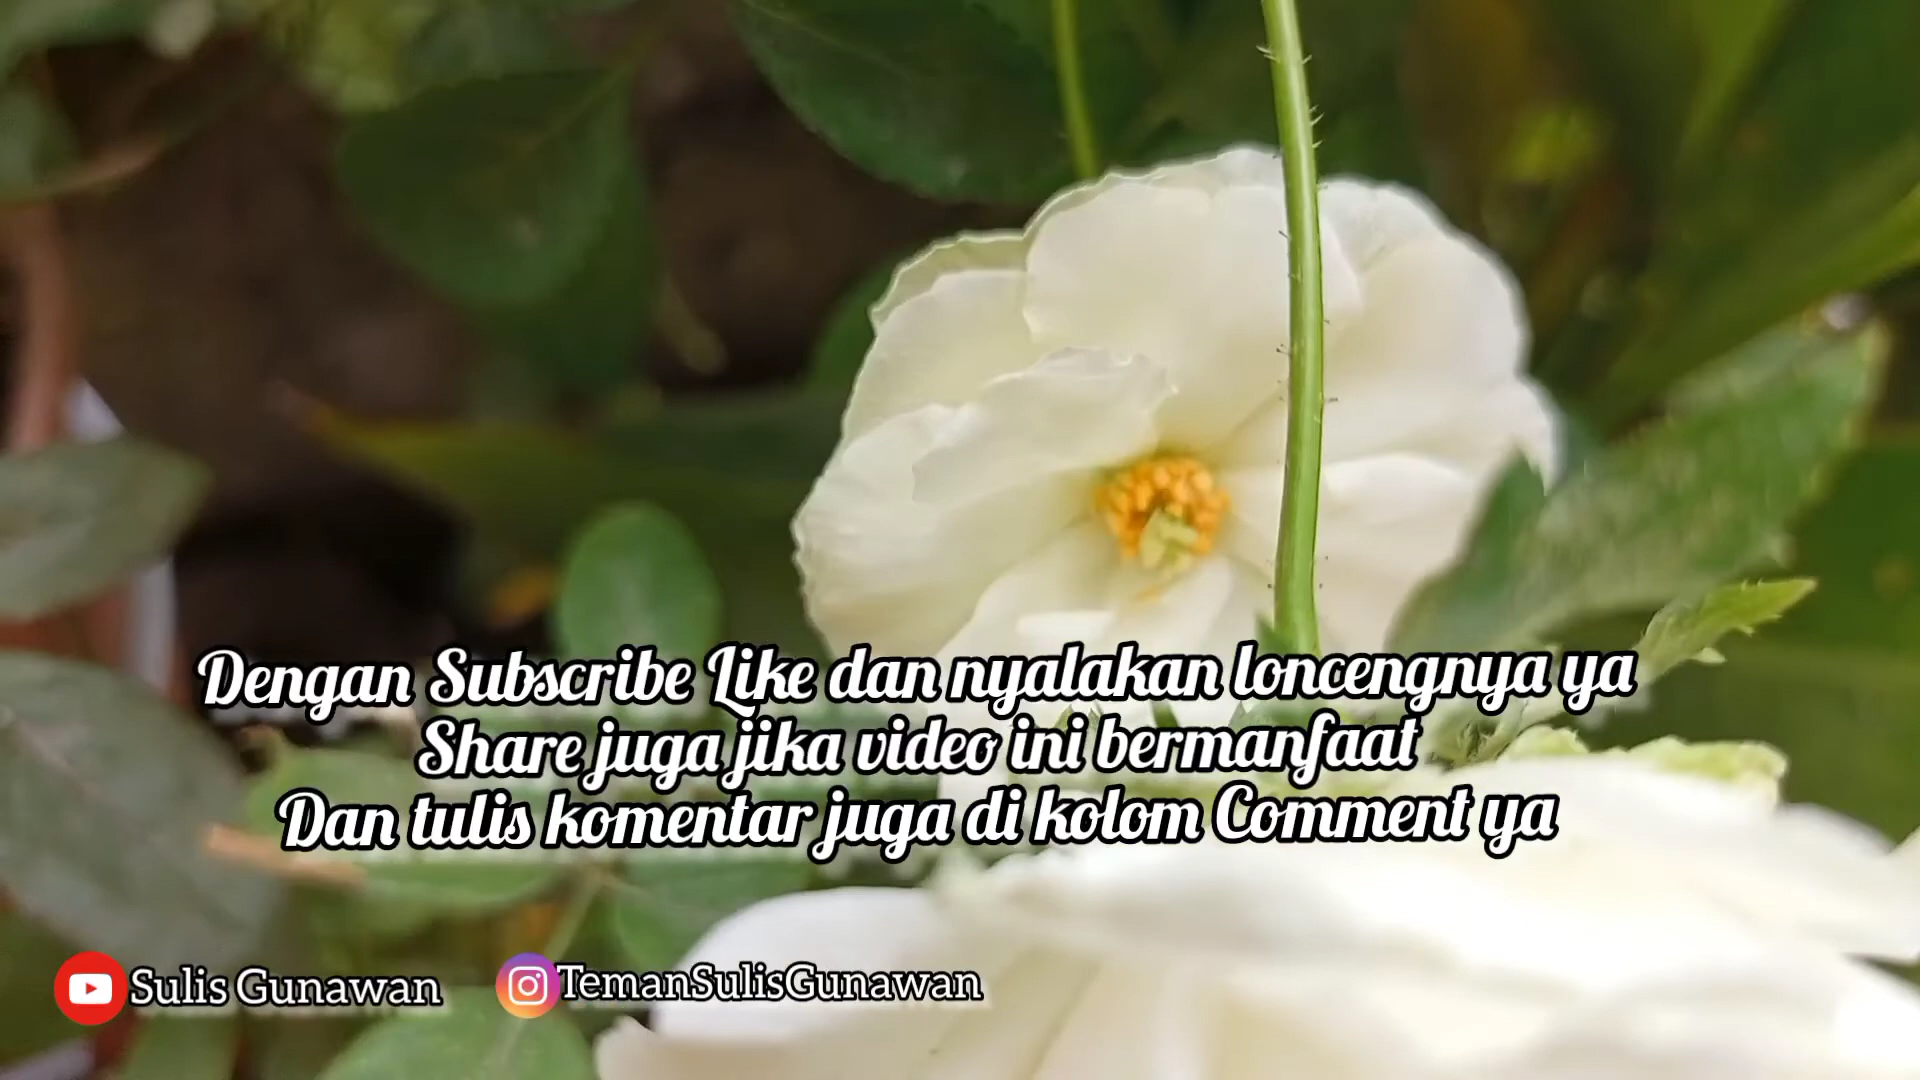 Dengan Subscribe Like dan nyalakan loncengnya ya
Share juga jika video ini bermanfaat
Dan tulis komentar juga di kolom Comment ya
Sulis Gunawan
TemanSulisGunawan